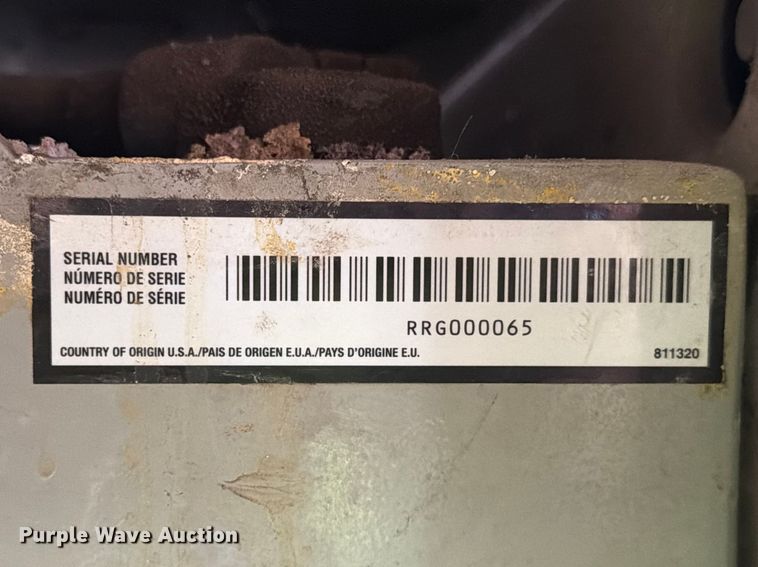 SERIAL NUMBER
NÚMERO DE SERIE
NUMÉRO DE SÉRIE
RRG000065
COUNTRY OF ORIGIN U.S.A./PAIS DE ORIGEN E.U.A./PAYS D'ORIGINE E.U.
811320
Purple Wave Auction